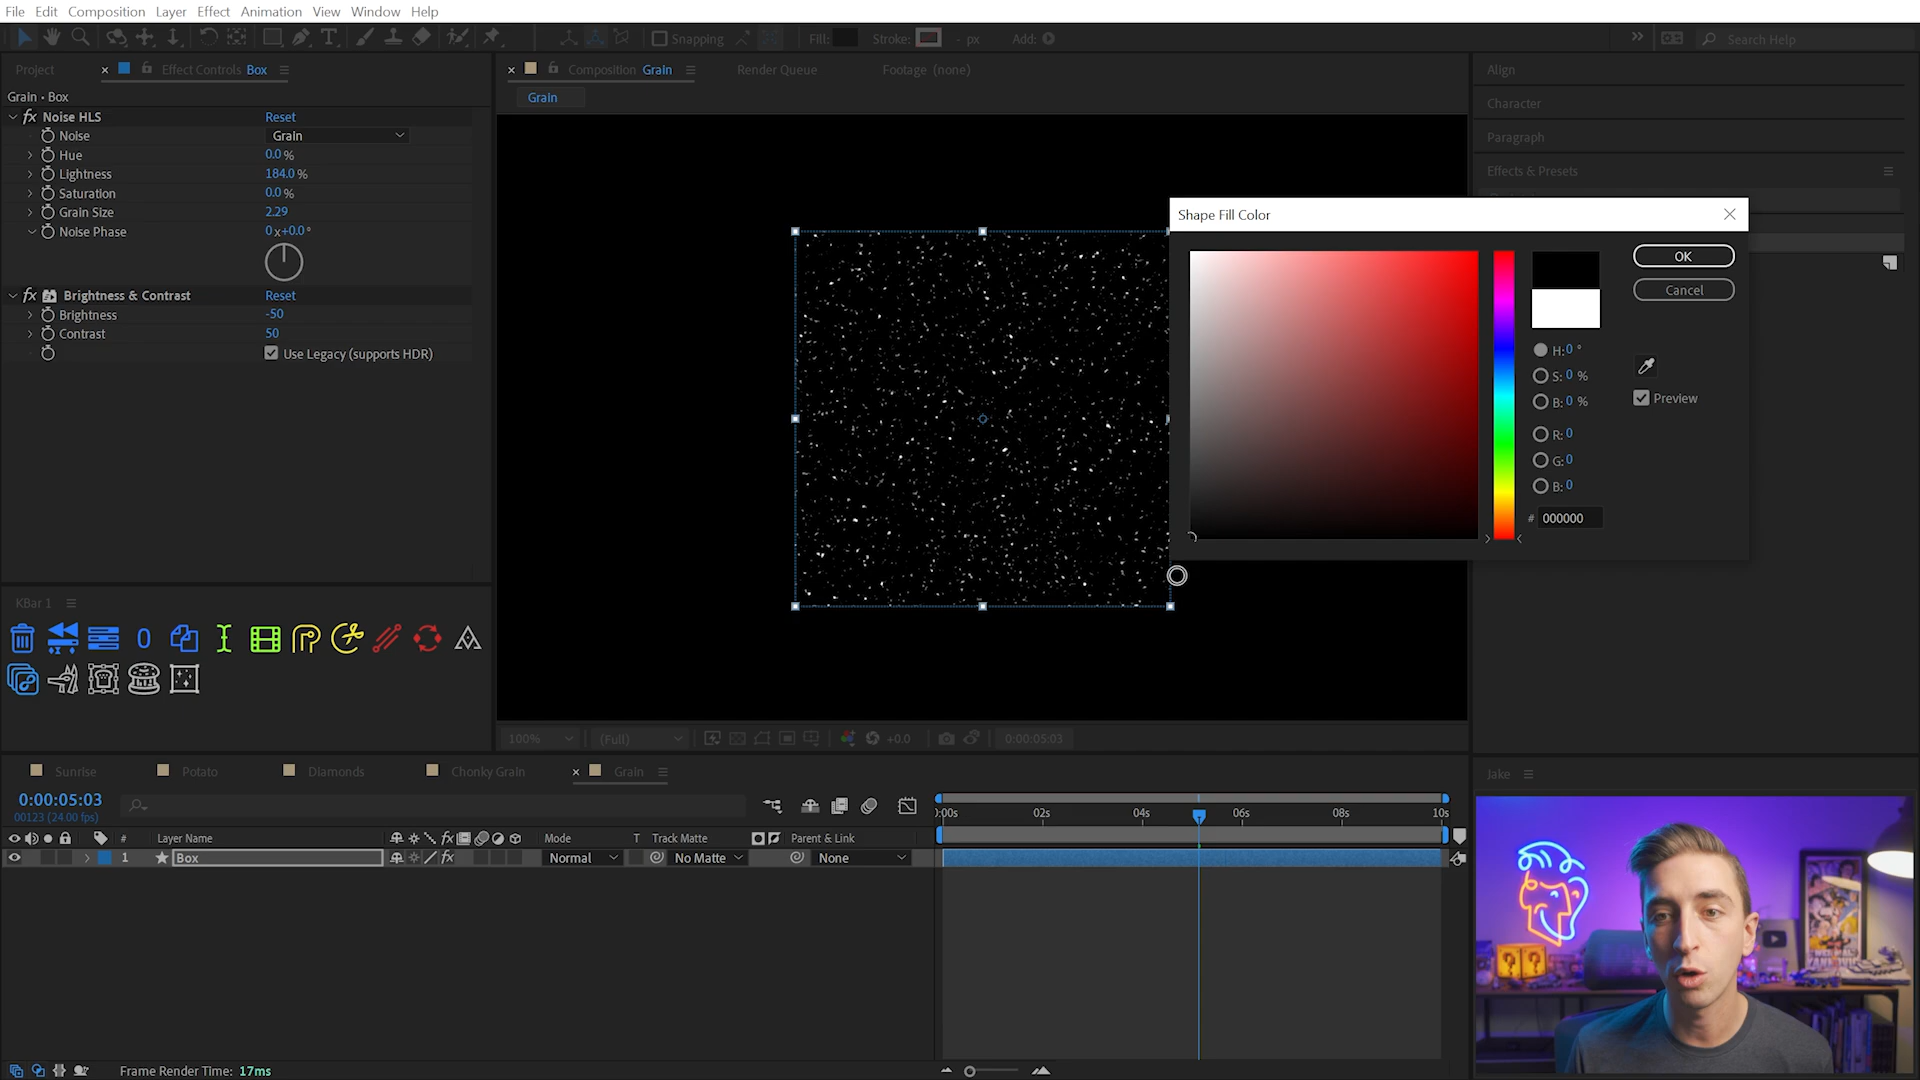 File Edit Composition Layer Effect Animation View Window Help
Snapping Fill: Stroke: - px Add: Search Help
Project Effect Controls Box Composition Grain Render Queue Footage (none) Align
Grain • Box
Grain
Character
Paragraph
Effects & Presets
fx Noise HLS Reset
Noise Grain
Hue 0.0 %
Lightness 184.0 %
Saturation 0.0 %
Grain Size 2.29
Noise Phase 0 x+0.0 °
fx Brightness & Contrast Reset
Brightness -50
Contrast 50
Use Legacy (supports HDR)
Shape Fill Color
OK
Cancel
H: 0 °
S: 0 %
B: 0 %
Preview
R: 0
G: 0
B: 0
# 000000
KBar 1
100% (Full) +0.0 0:00:05:03
Sunrise Potato Diamonds Chonky Grain Grain
Jake
0:00:05:03
00123 (24.00 fps)
):00s 02s 04s 06s 08s 10s
# Layer Name fx Mode T Track Matte Parent & Link
1 Box fx Normal No Matte None
Frame Render Time: 17ms